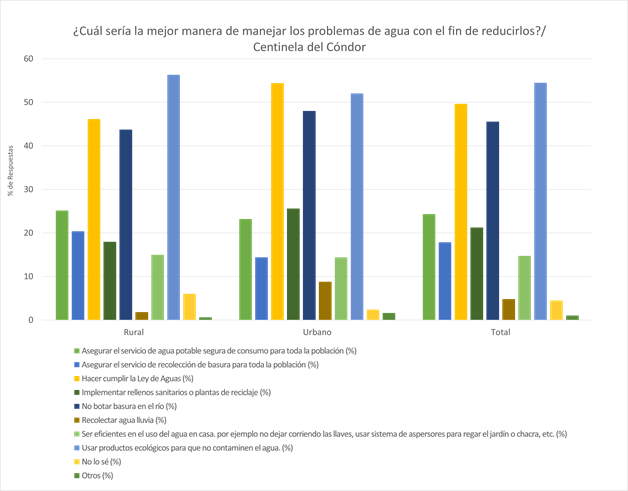 ¿Cuál sería la mejor manera de manejar los problemas de agua con el fin de reducirlos?/
Centinela del Cóndor
% de Respuestas
60
50
40
30
20
10
0
Rural Urbano Total
Asegurar el servicio de agua potable segura de consumo para toda la población (%)
Asegurar el servicio de recolección de basura para toda la población (%)
Hacer cumplir la Ley de Aguas (%)
Implementar rellenos sanitarios o plantas de reciclaje (%)
No botar basura en el río (%)
Recolectar agua lluvia (%)
Ser eficientes en el uso del agua en casa. por ejemplo no dejar corriendo las llaves, usar sistema de aspersores para regar el jardín o chacra, etc. (%)
Usar productos ecológicos para que no contaminen el agua. (%)
No lo sé (%)
Otros (%)